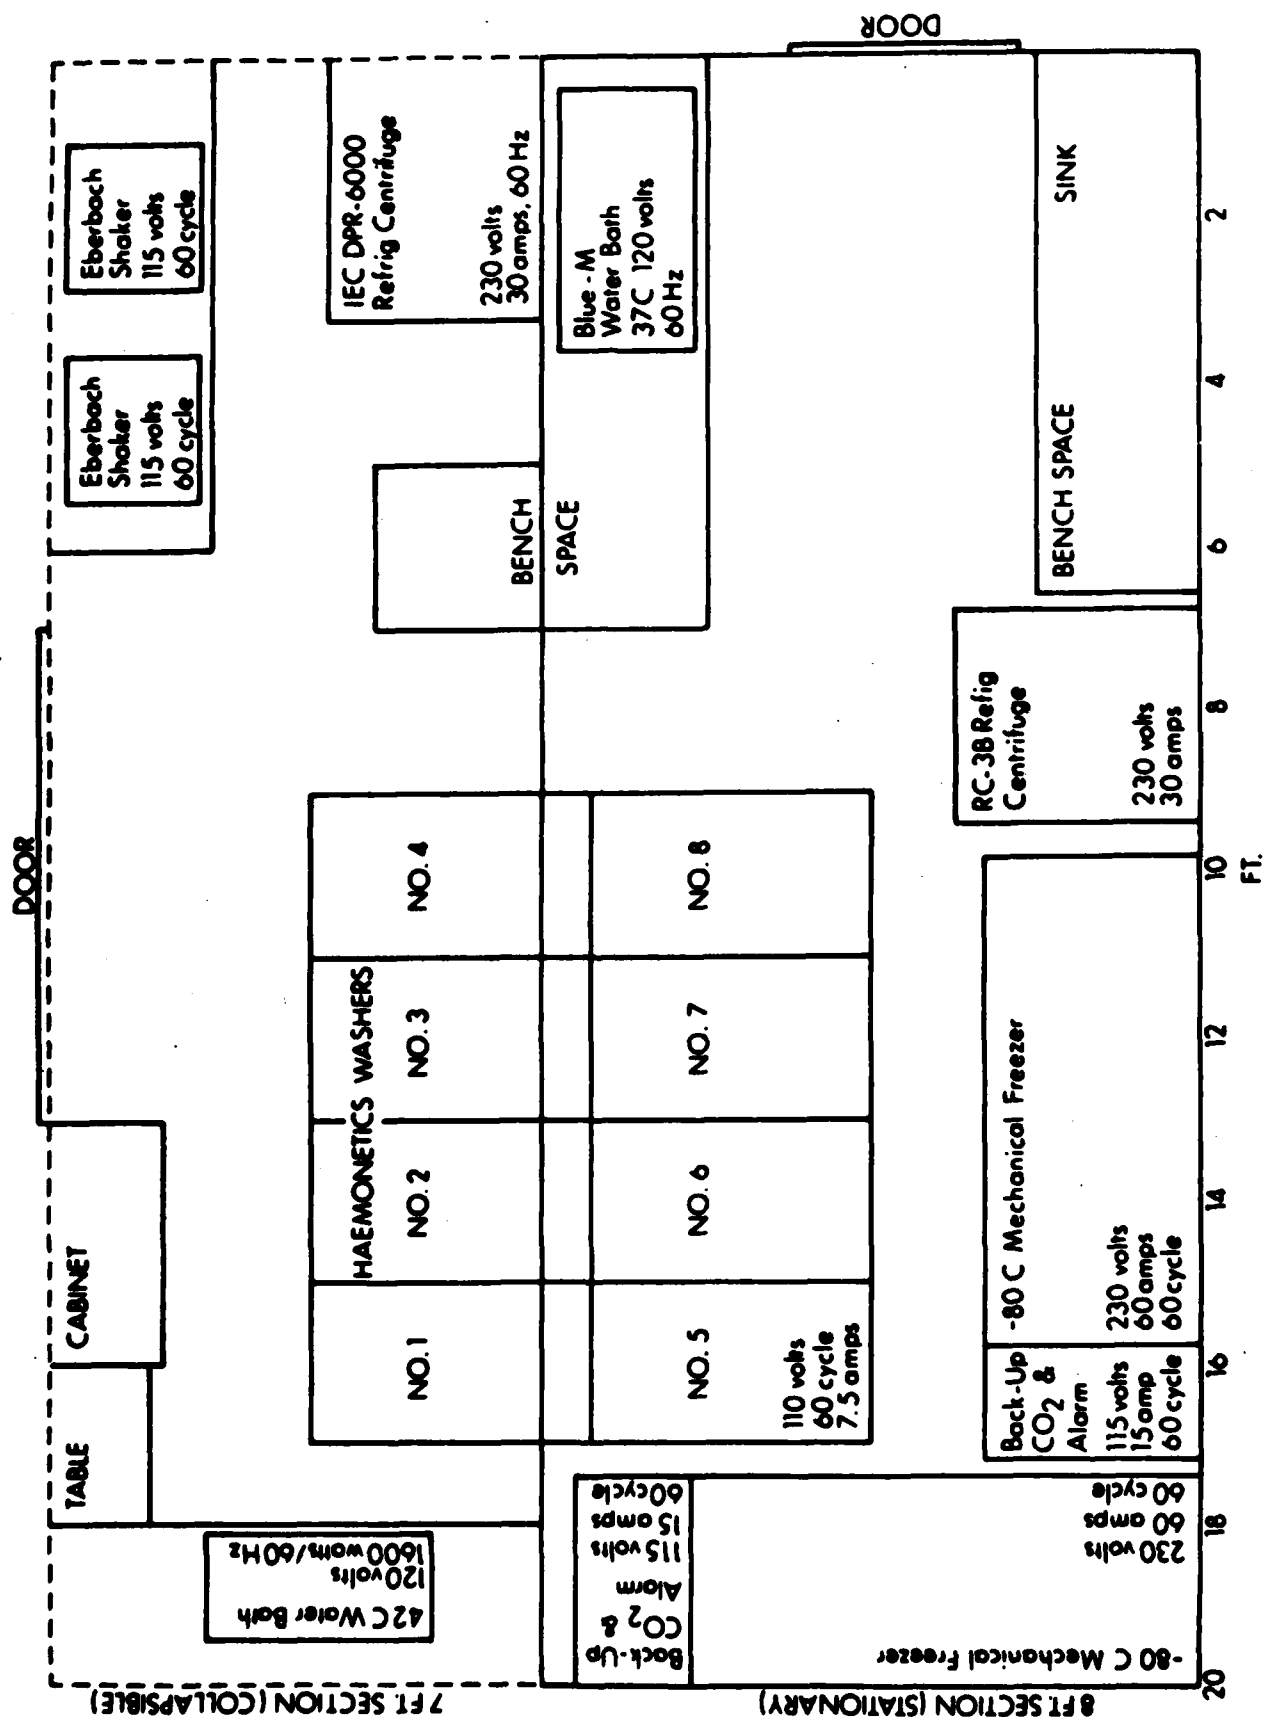 DOOR
Eberbach
Shaker
115 volts
60 cycle
Eberbach
Shaker
115 volts
60 cycle
CABINET
TABLE
IEC DPR-6000
Refrig Centrifuge
230 volts
30 amps, 60 Hz
BENCH
SPACE
HAEMONETICS WASHERS
NO. 1
NO. 2
NO. 3
NO. 4
42 C Water Bath
120 volts
1600 watts/60 Hz
7 FT. SECTION (COLLAPSIBLE)
Blue-M
Water Bath
37C 120 volts
60 Hz
NO. 5
110 volts
60 cycle
7.5 amps
NO. 6
NO. 7
NO. 8
DOOR
SINK
BENCH SPACE
RC-3B Refig
Centrifuge
230 volts
30 amps
-80 C Mechanical Freezer
230 volts
60 amps
60 cycle
Back-Up
CO2 &
Alarm
115 volts
15 amp
60 cycle
Back-Up
CO2 &
Alarm
115 volts
15 amps
60 cycle
-80 C Mechanical Freezer
230 volts
60 amps
60 cycle
8 FT. SECTION (STATIONARY)
20 18 16 14 12 10 8 6 4 2
FT.